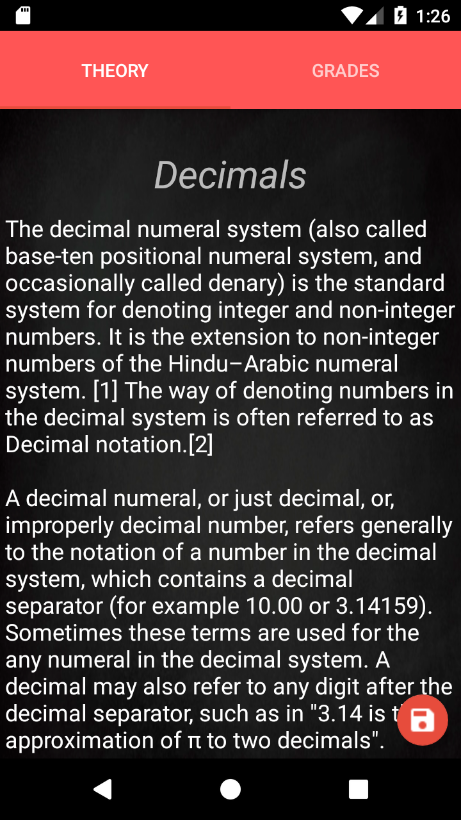 1:26
THEORY GRADES
Decimals
The decimal numeral system (also called
base-ten positional numeral system, and
occasionally called denary) is the standard
system for denoting integer and non-integer
numbers. It is the extension to non-integer
numbers of the Hindu–Arabic numeral
system. [1] The way of denoting numbers in
the decimal system is often referred to as
Decimal notation.[2]
A decimal numeral, or just decimal, or,
improperly decimal number, refers generally
to the notation of a number in the decimal
system, which contains a decimal
separator (for example 10.00 or 3.14159).
Sometimes these terms are used for the
any numeral in the decimal system. A
decimal may also refer to any digit after the
decimal separator, such as in "3.14 is
approximation of π to two decimals".